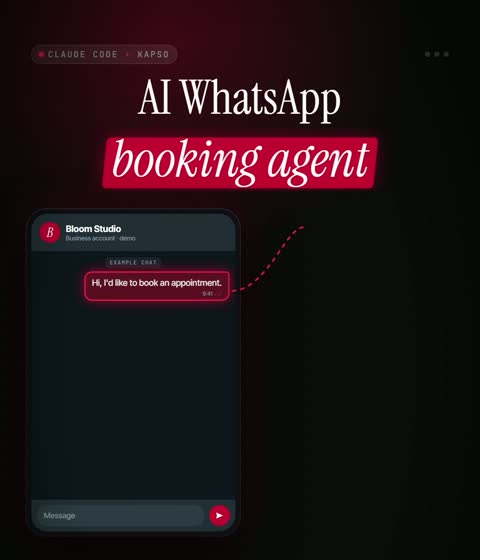 CLAUDE CODE + KAPSO
AI WhatsApp
booking agent
B
Bloom Studio
Business account · demo
EXAMPLE CHAT
Hi, I'd like to book an appointment.
9:41
Message